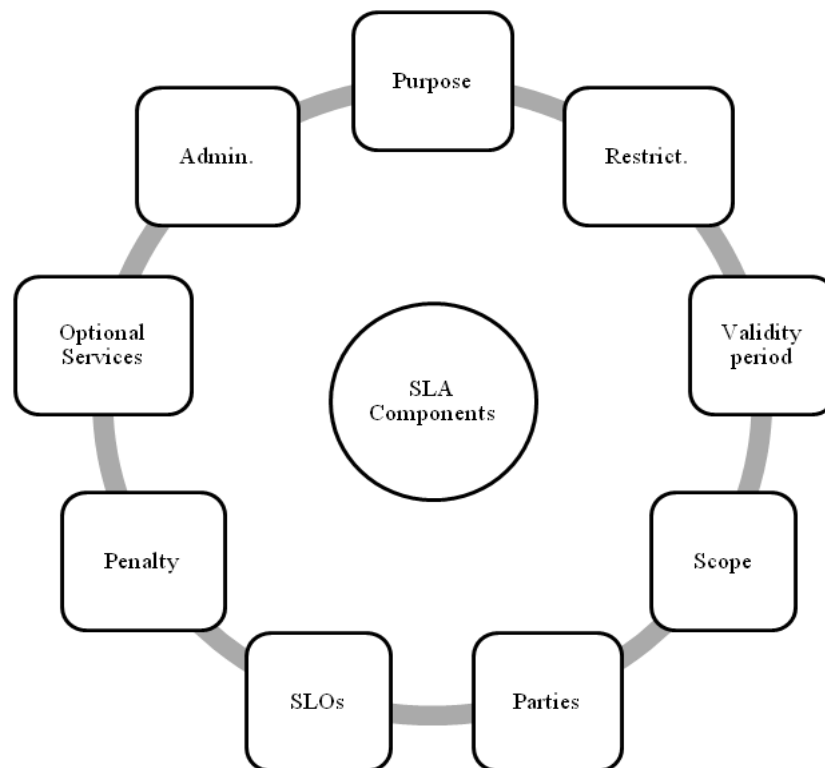 Purpose
Admin.
Restrict.
Optional
Services
Validity
period
SLA
Components
Penalty
Scope
SLOs
Parties